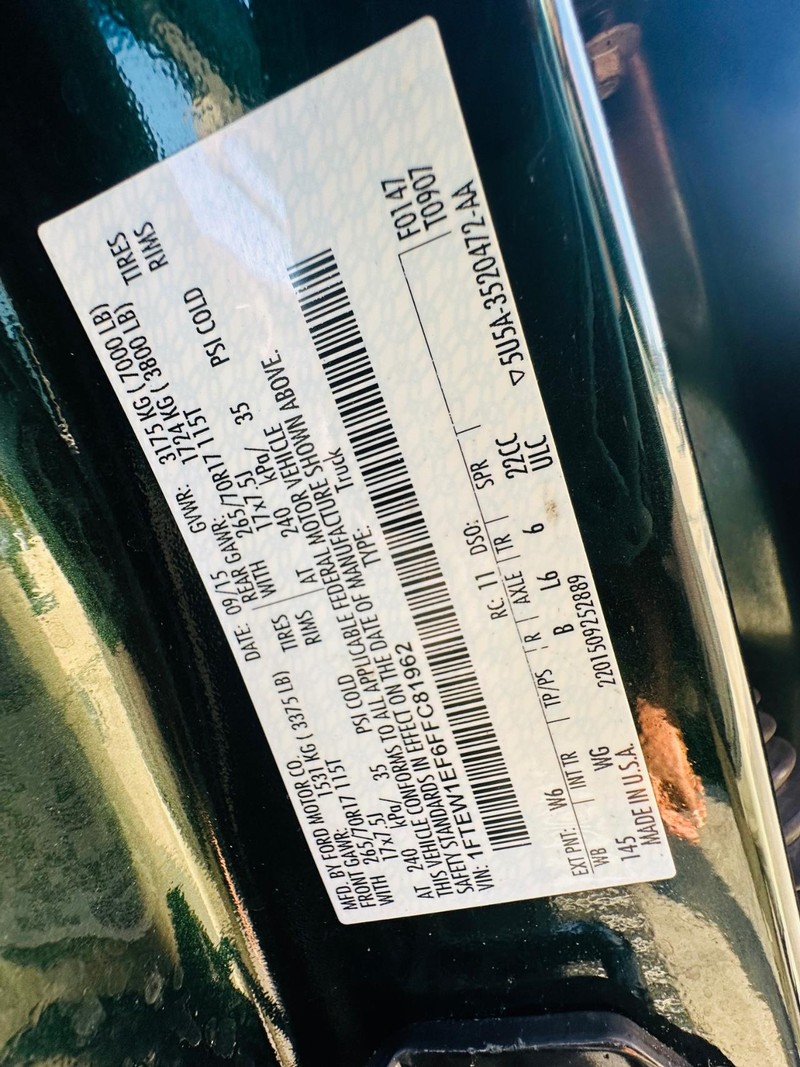 MFD. BY FORD MOTOR CO. DATE: 09/15 GVWR: 3175 KG ( 7000 LB)
FRONT GAWR: 1531 KG ( 3375 LB) REAR GAWR: 1724 KG ( 3800 LB)
WITH 265/70R17 115T TIRES WITH 265/70R17 115T TIRES
17x7.5J RIMS 17x7.5J RIMS
AT 240 kPa/ 35 PSI COLD AT 240 kPa/ 35 PSI COLD
THIS VEHICLE CONFORMS TO ALL APPLICABLE FEDERAL MOTOR VEHICLE
SAFETY STANDARDS IN EFFECT ON THE DATE OF MANUFACTURE SHOWN ABOVE.
VIN: 1FTEW1EF6FFC81962 TYPE: Truck
F0147
T0907
EXT PNT: W6 RC: 11 DSO:
WB INT TR TP/PS R AXLE TR SPR
145 WG B L6 6 22CC
ULC
MADE IN U.S.A. 2201509252889 ▽5U5A-3520472-AA